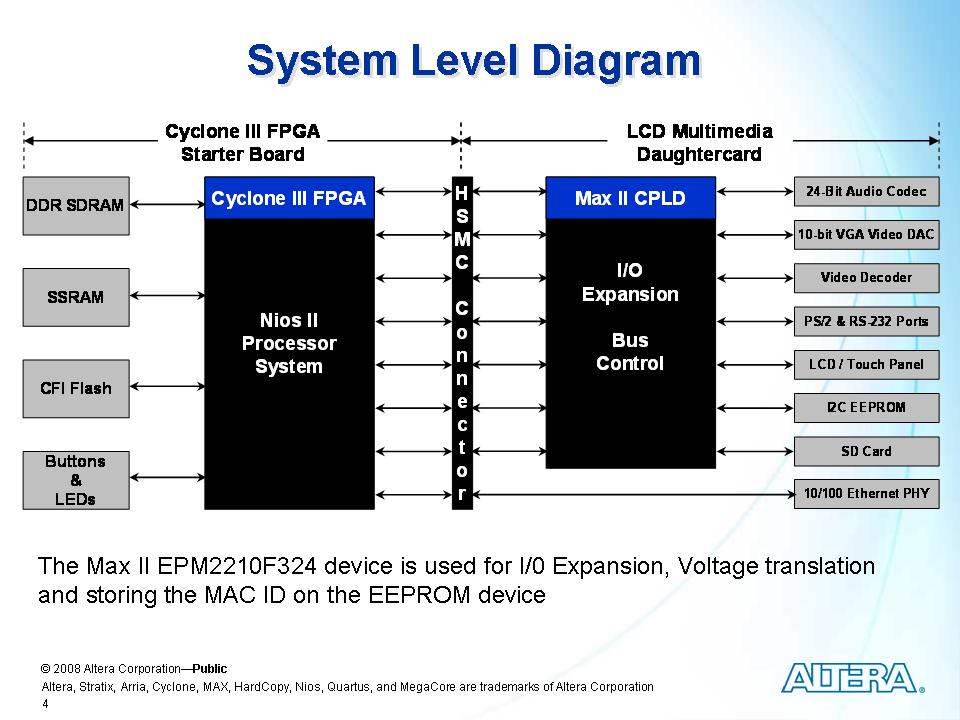 System Level Diagram
Cyclone III FPGA
Starter Board
LCD Multimedia
Daughtercard
DDR SDRAM
SSRAM
CFI Flash
Buttons
&
LEDs
Cyclone III FPGA
Nios II
Processor
System
HSMC Connector
Max II CPLD
I/O
Expansion
Bus
Control
24-Bit Audio Codec
10-bit VGA Video DAC
Video Decoder
PS/2 & RS-232 Ports
LCD / Touch Panel
I2C EEPROM
SD Card
10/100 Ethernet PHY
The Max II EPM2210F324 device is used for I/0 Expansion, Voltage translation
and storing the MAC ID on the EEPROM device
© 2008 Altera Corporation—Public
Altera, Stratix, Arria, Cyclone, MAX, HardCopy, Nios, Quartus, and MegaCore are trademarks of Altera Corporation
4
ALTERA®